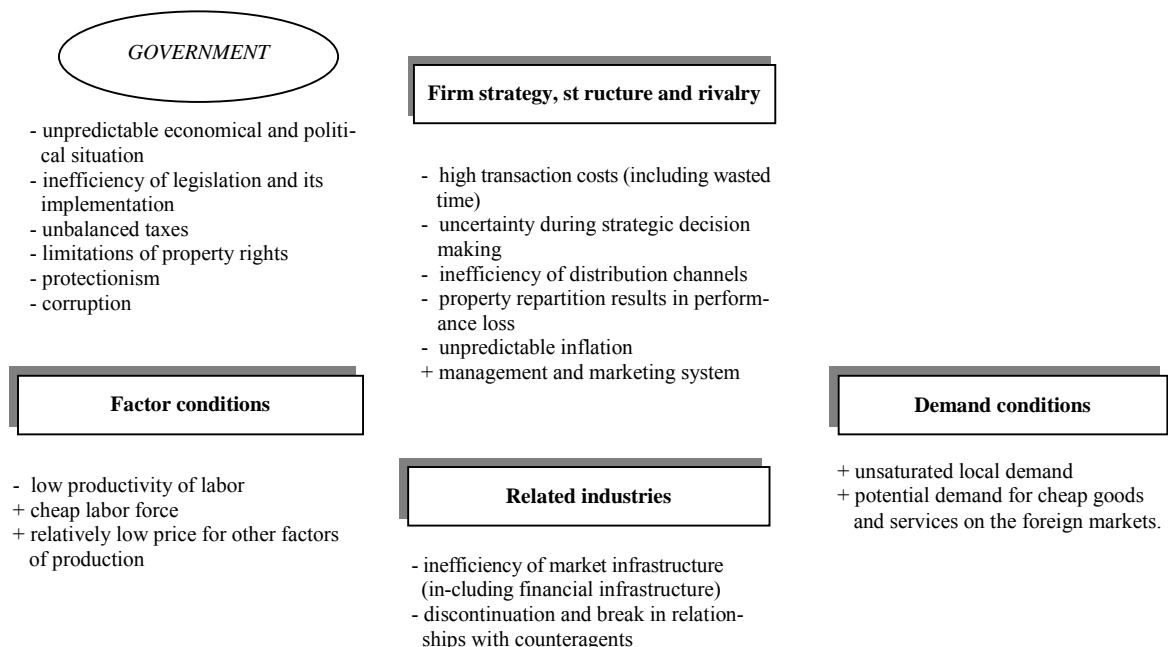 GOVERNMENT
- unpredictable economical and politi-
cal situation
- inefficiency of legislation and its
implementation
- unbalanced taxes
- limitations of property rights
- protectionism
- corruption
Firm strategy, st ructure and rivalry
- high transaction costs (including wasted
time)
- uncertainty during strategic decision
making
- inefficiency of distribution channels
- property repartition results in perform-
ance loss
- unpredictable inflation
+ management and marketing system
Factor conditions
- low productivity of labor
+ cheap labor force
+ relatively low price for other factors
of production
Related industries
- inefficiency of market infrastructure
(in-cluding financial infrastructure)
- discontinuation and break in relation-
ships with counteragents
Demand conditions
+ unsaturated local demand
+ potential demand for cheap goods
and services on the foreign markets.